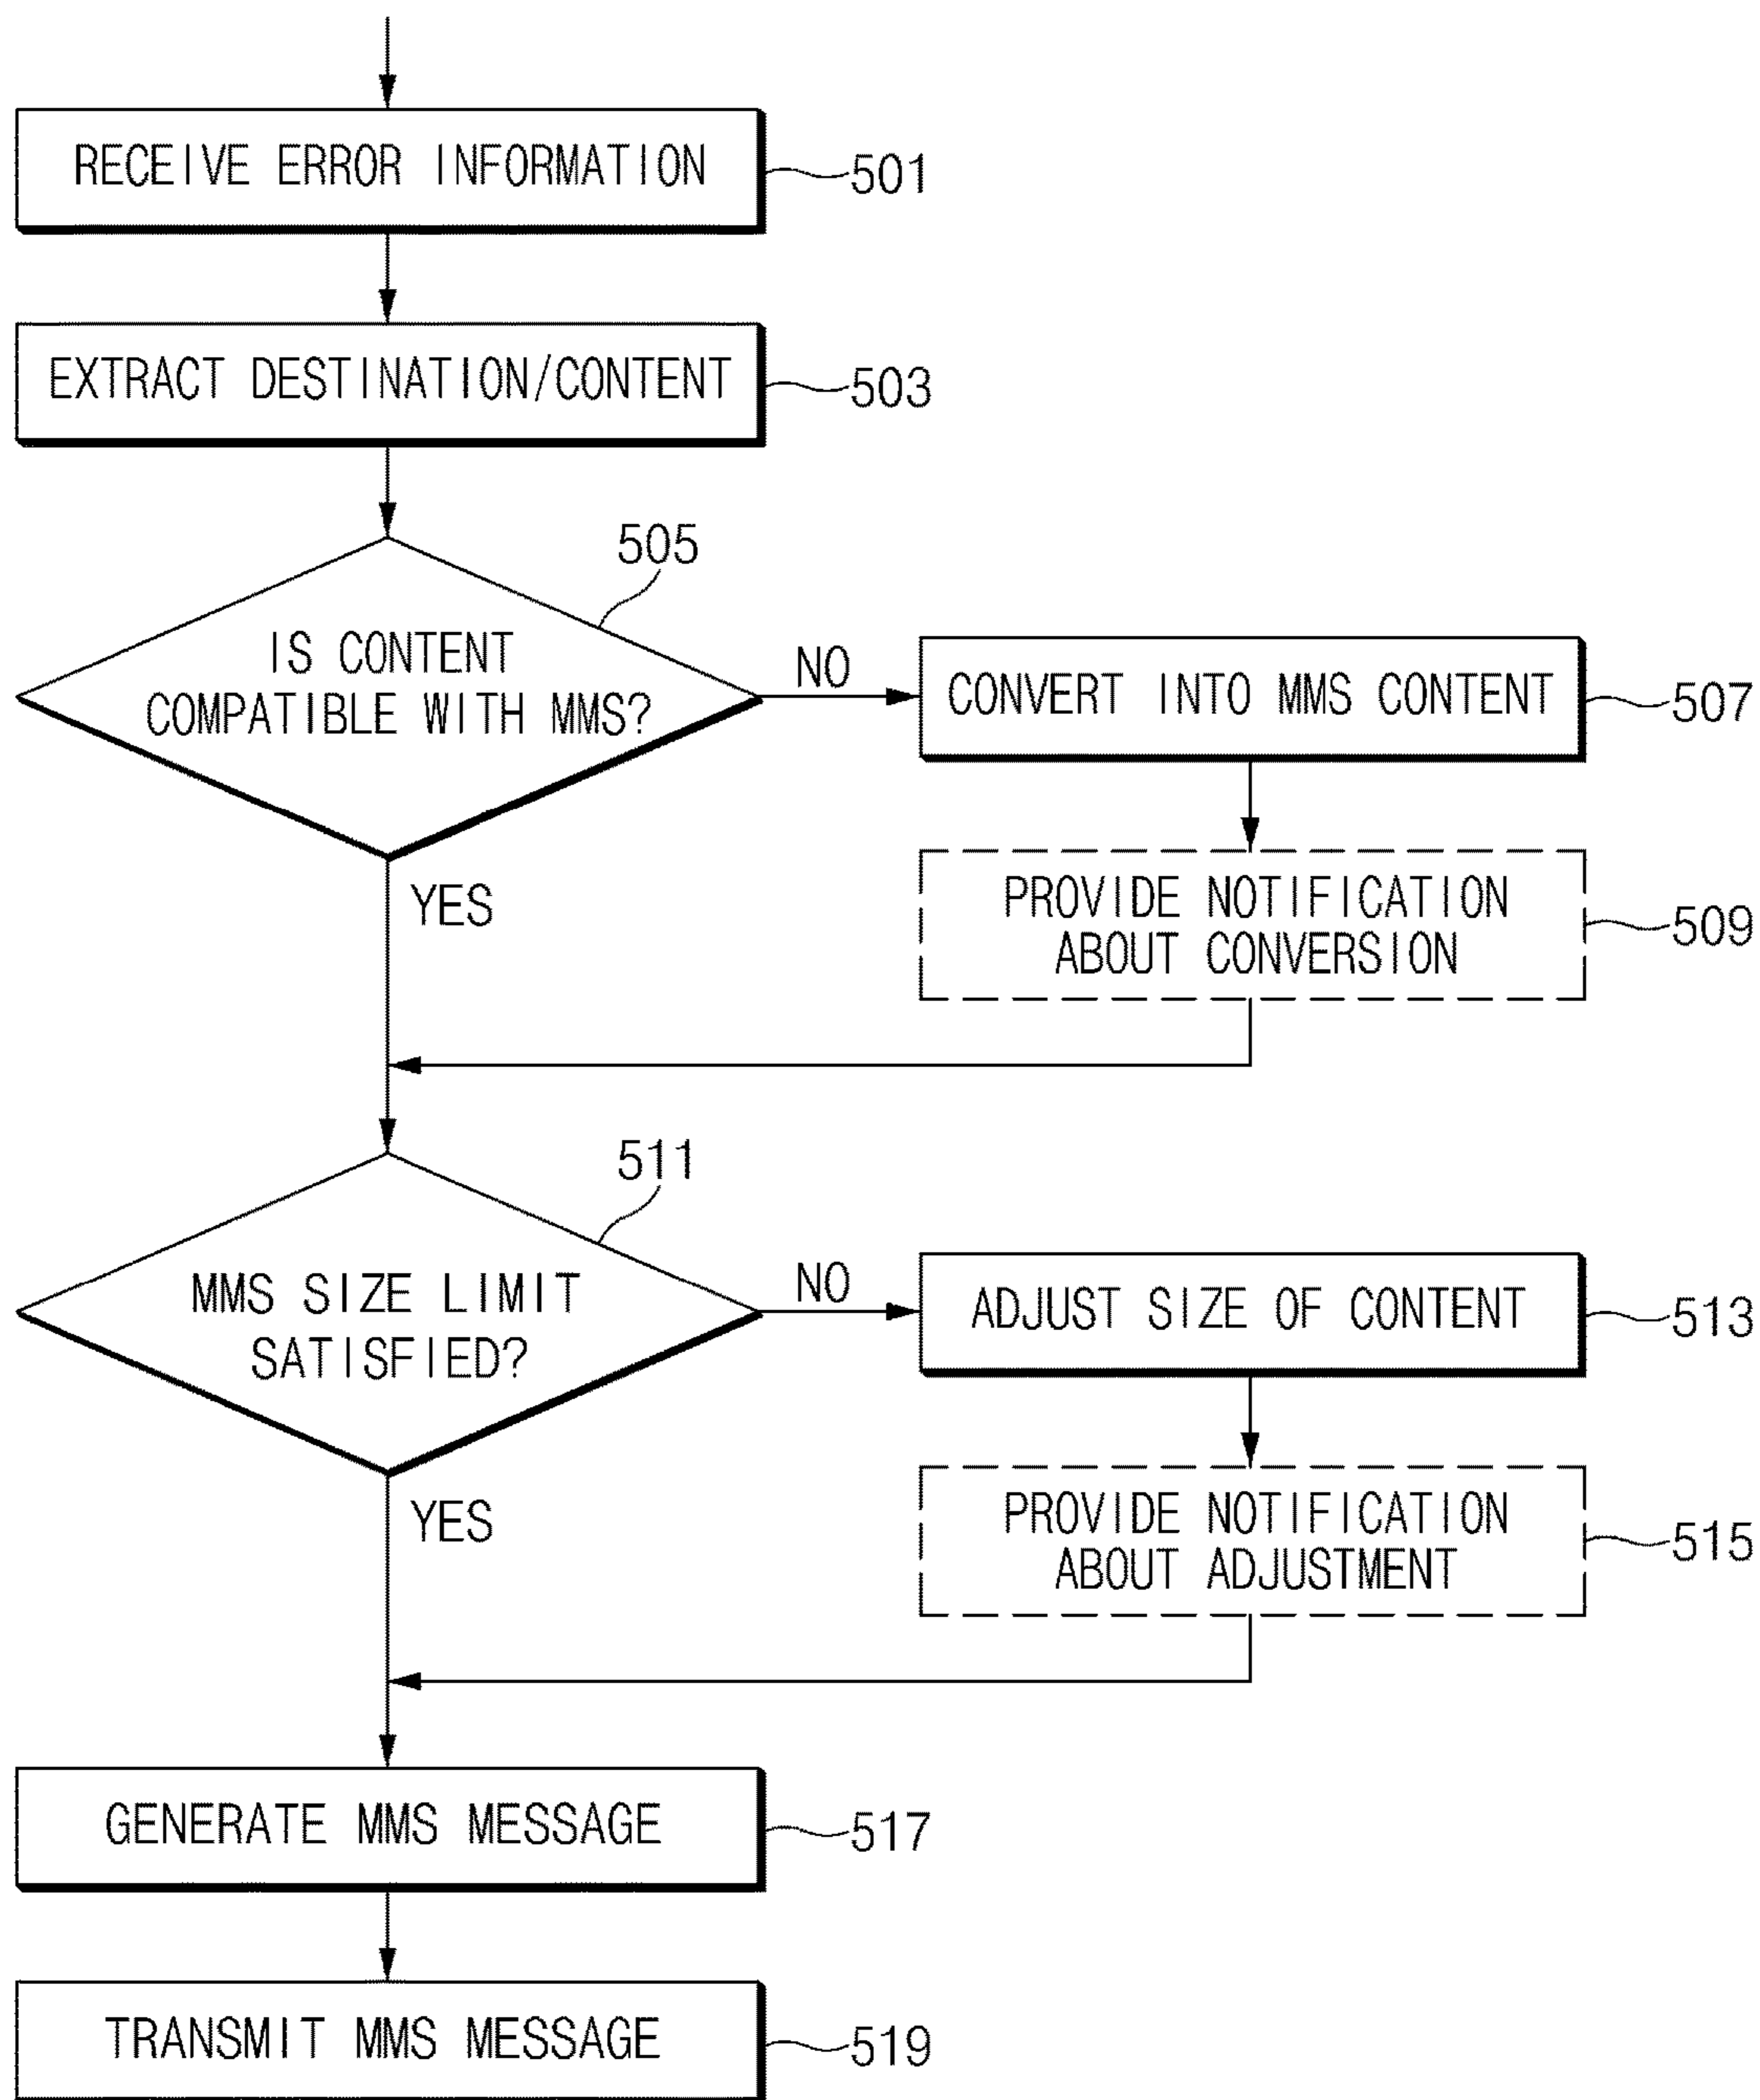 RECEIVE ERROR INFORMATION
501
EXTRACT DESTINATION/CONTENT
503
505
IS CONTENT
COMPATIBLE WITH MMS?
NO
CONVERT INTO MMS CONTENT
507
YES
PROVIDE NOTIFICATION
ABOUT CONVERSION
509
511
MMS SIZE LIMIT
SATISFIED?
NO
ADJUST SIZE OF CONTENT
513
YES
PROVIDE NOTIFICATION
ABOUT ADJUSTMENT
515
GENERATE MMS MESSAGE
517
TRANSMIT MMS MESSAGE
519